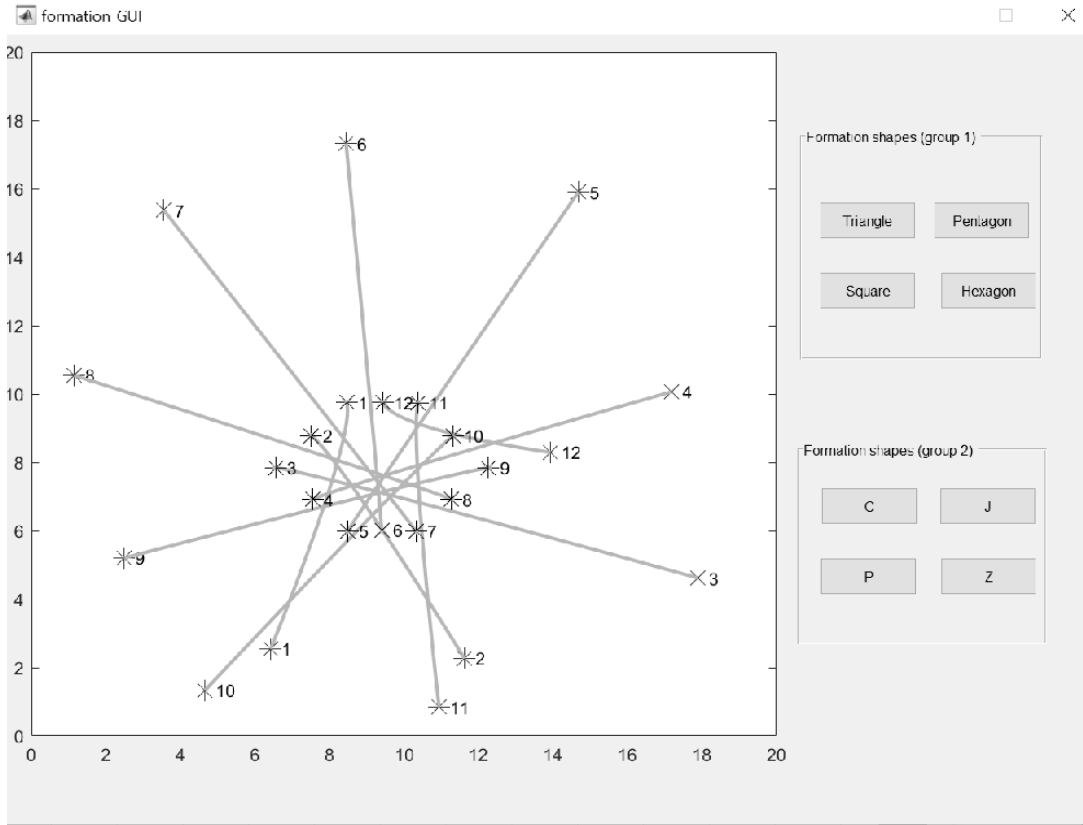 formation GUI
20
18
16
14
12
10
8
6
4
2
0
0 2 4 6 8 10 12 14 16 18 20
6
5
7
8
4
1 12 11
2 10
12
3 9
4 8
5 6 7
9
3
1
2
10
11
Formation shapes (group 1)
Triangle Pentagon
Square Hexagon
Formation shapes (group 2)
C J
P Z